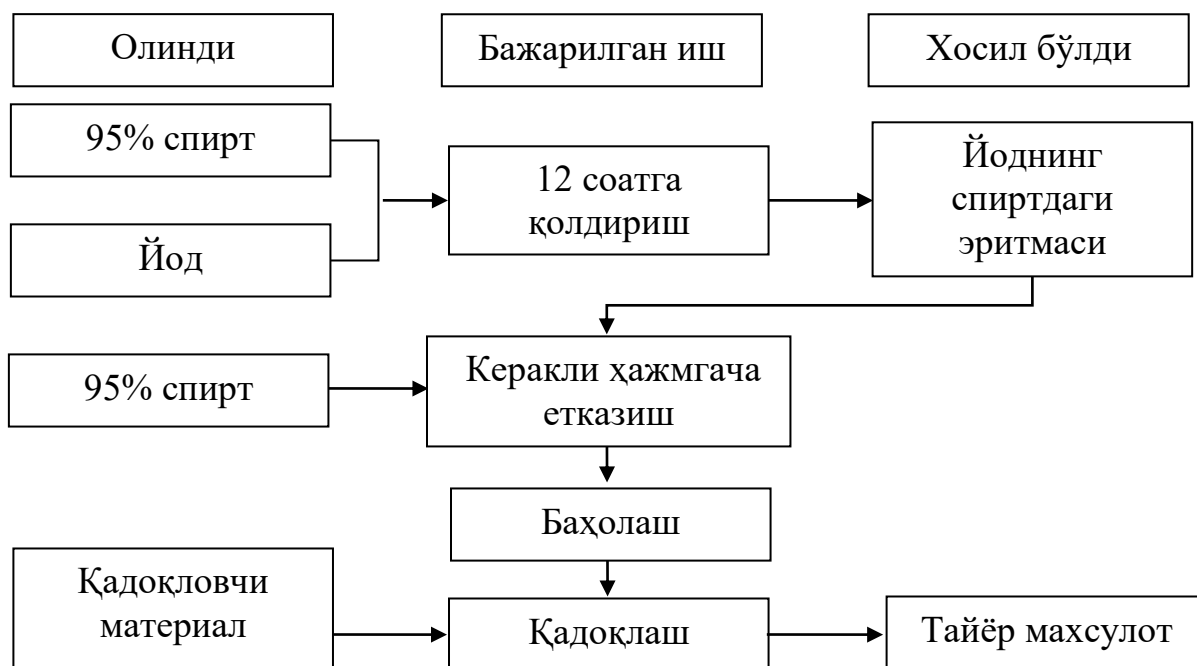 Олинди
Бажарилган иш
Хосил бўлди
95% спирт
Йод
12 соатга
қолдириш
Йоднинг
спиртдаги
эритмаси
95% спирт
Керакли ҳажмгача
етказиш
Баҳолаш
Қадоқловчи
материал
Қадоқлаш
Тайёр махсулот